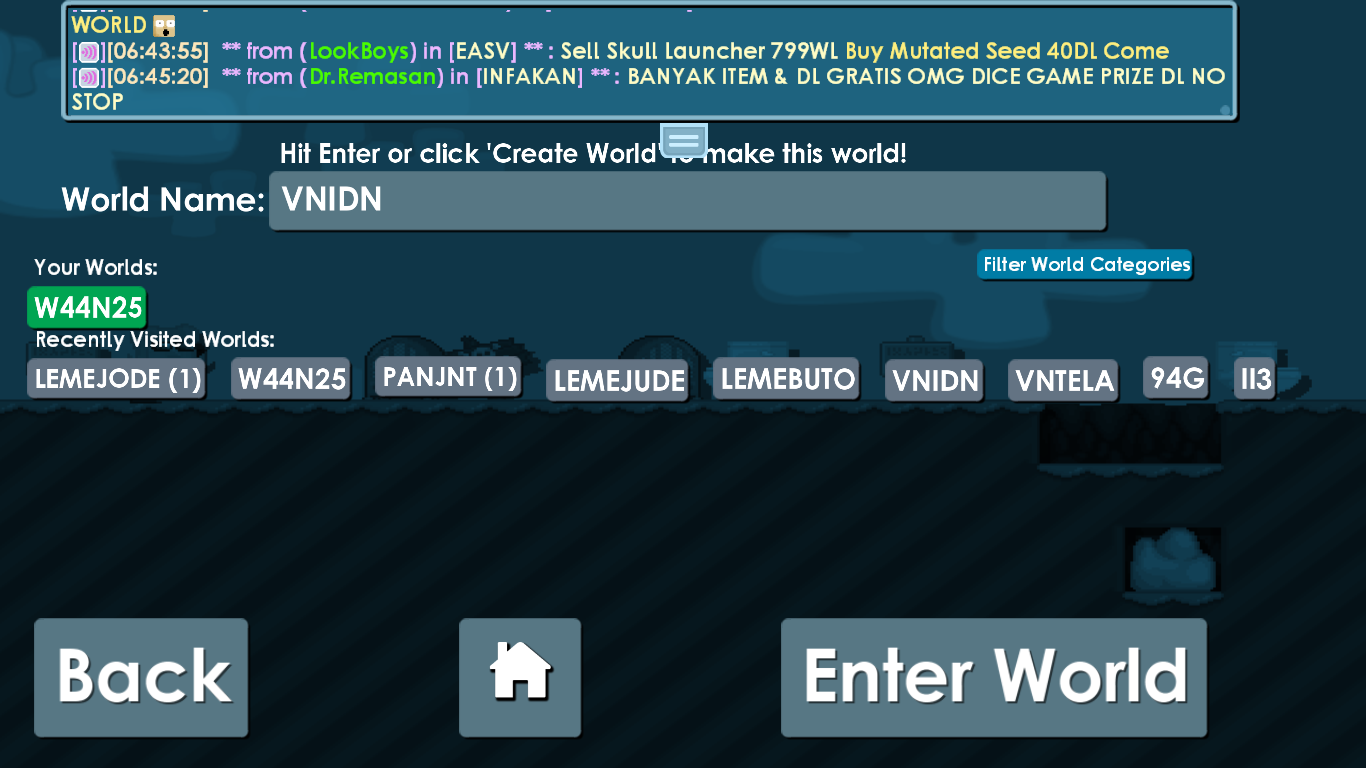 WORLD
[06:43:55] ** from (LookBoys) in [EASV] ** : Sell Skull Launcher 799WL Buy Mutated Seed 40DL Come
[06:45:20] ** from (Dr.Remasan) in [INFAKAN] ** : BANYAK ITEM & DL GRATIS OMG DICE GAME PRIZE DL NO
STOP
Hit Enter or click 'Create World' to make this world!
World Name: VNIDN
Filter World Categories
Your Worlds:
W44N25
Recently Visited Worlds:
LEMEJODE (1) W44N25 PANJNT (1) LEMEJUDE LEMEBUTO VNIDN VNTELA 94G II3
Back Enter World